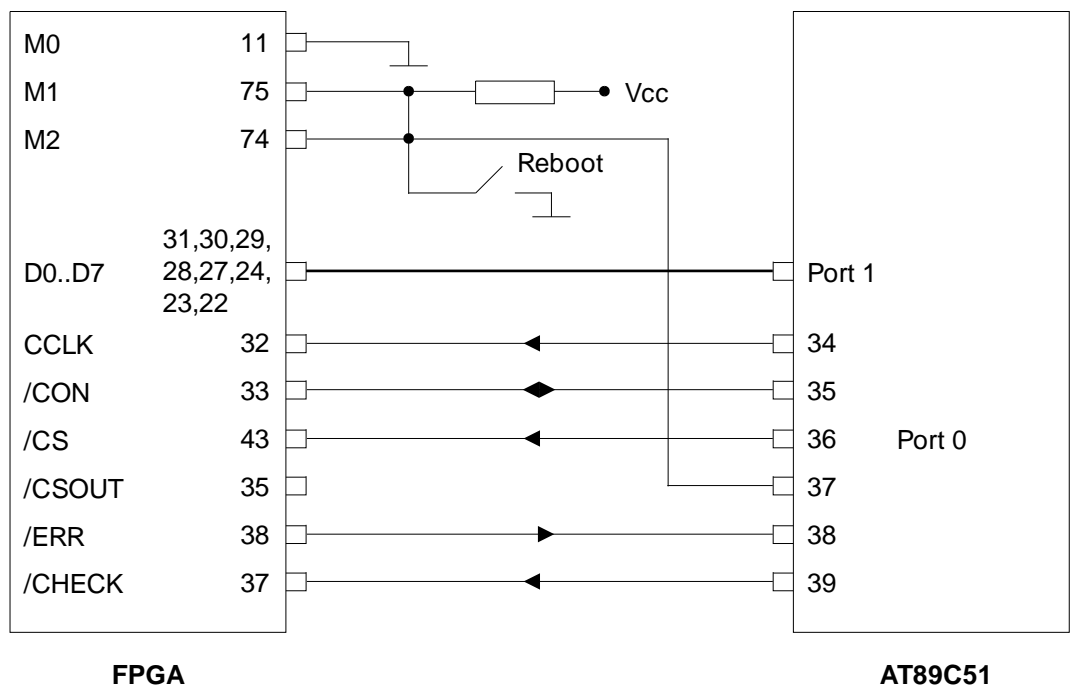 M0 11
M1 75 Vcc
M2 74
Reboot
31,30,29,
D0..D7 28,27,24, Port 1
23,22
CCLK 32 34
/CON 33 35
/CS 43 36 Port 0
/CSOUT 35 37
/ERR 38 38
/CHECK 37 39
FPGA AT89C51